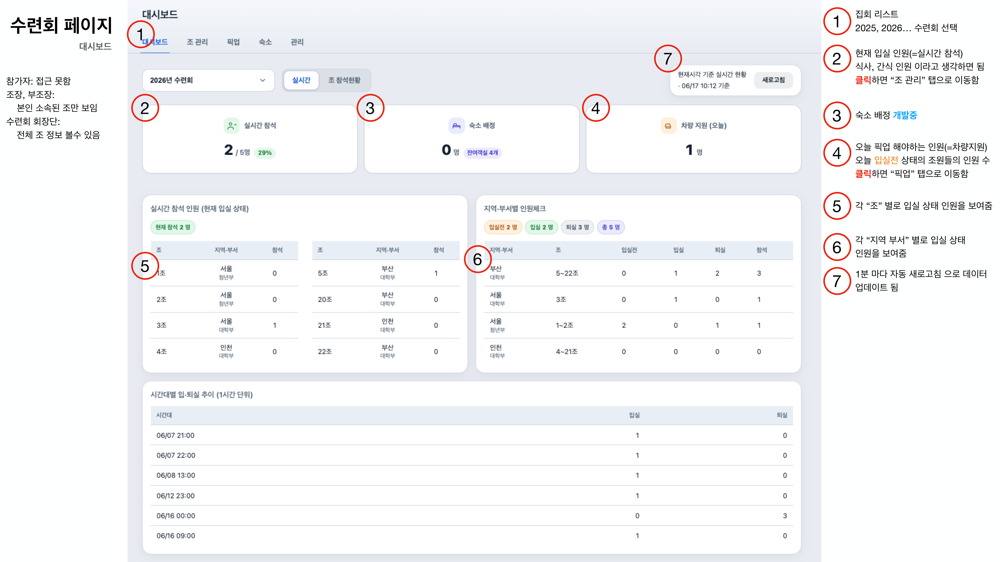 수련회 페이지
대시보드
참가자: 접근 못함
조장, 부조장:
본인 소속된 조만 보임
수련회 회장단:
전체 조 정보 볼수 있음
대시보드
1
대시보드 조 관리 픽업 숙소 관리
7
2026년 수련회 실시간 조 참석현황
현재시각 기준 실시간 현황
· 06/17 10:12 기준
새로고침
2
실시간 참석
2 / 5명 29%
3
숙소 배정
0 명 잔여객실 4개
4
차량 지원 (오늘)
1 명
실시간 참석 인원 (현재 입실 상태)
현재 참석 2 명
조 지역·부서 참석 조 지역·부서 참석
5
1조 서울 0 5조 부산 1
청년부 대학부
2조 서울 0 20조 부산 0
청년부 대학부
3조 서울 1 21조 인천 0
대학부 대학부
4조 인천 0 22조 부산 0
대학부 대학부
지역·부서별 인원체크
입실전 2 명 입실 2 명 퇴실 3 명 총 5 명
지역·부서 조 입실전 입실 퇴실 참석
6
부산 5~22조 0 1 2 3
대학부
서울 3조 0 1 0 1
대학부
서울 1~2조 2 0 1 1
청년부
인천 4~21조 0 0 0 0
대학부
시간대별 입·퇴실 추이 (1시간 단위)
시간대 입실 퇴실
06/07 21:00 1 0
06/07 22:00 1 0
06/08 13:00 1 0
06/12 23:00 1 0
06/16 00:00 0 3
06/16 09:00 1 0
1
집회 리스트
2025, 2026... 수련회 선택
2
현재 입실 인원(=실시간 참석)
식사, 간식 인원 이라고 생각하면 됨
클릭하면 “조 관리” 탭으로 이동함
3
숙소 배정 개발중
4
오늘 픽업 해야하는 인원(=차량지원)
오늘 입실전 상태의 조원들의 인원 수
클릭하면 “픽업” 탭으로 이동함
5
각 “조” 별로 입실 상태 인원을 보여줌
6
각 “지역 부서” 별로 입실 상태
인원을 보여줌
7
1분 마다 자동 새로고침 으로 데이터
업데이트 됨